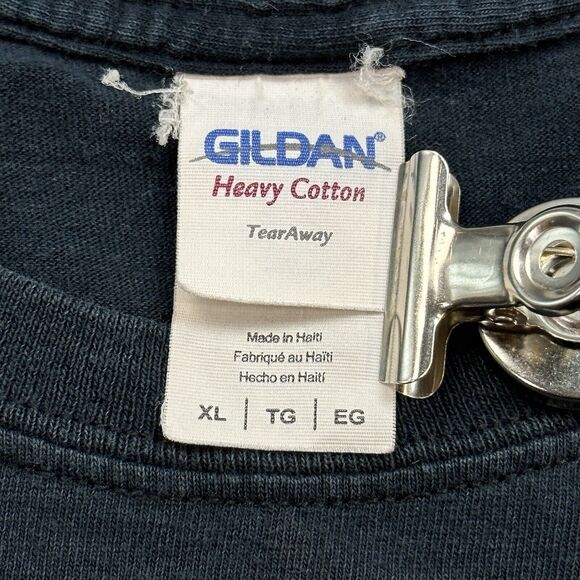 GILDAN®
Heavy Cotton
TearAway
Made in Haiti
Fabriqué au Haïti
Hecho en Haití
XL | TG | EG